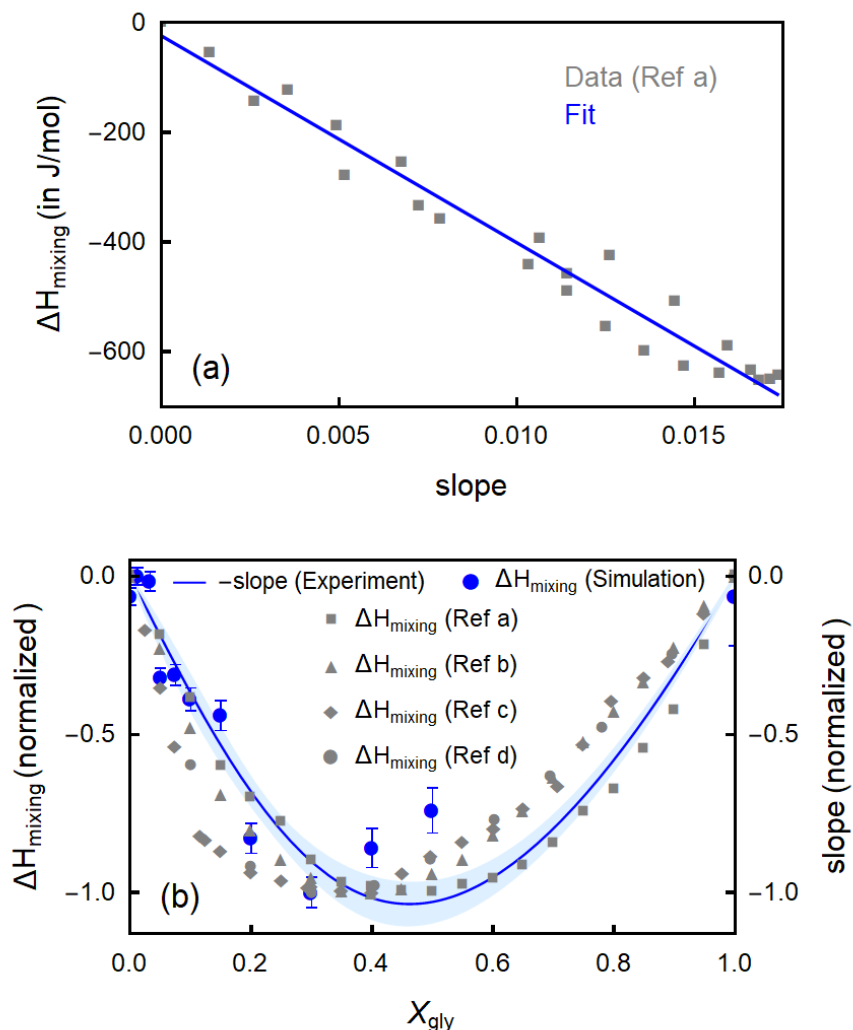 0
−200
−400
−600
ΔHmixing (in J/mol)
Data (Ref a)
Fit
(a)
0.000
0.005
0.010
0.015
slope
0.0
−0.5
−1.0
ΔHmixing (normalized )
−slope (Experiment)
ΔHmixing (Simulation)
ΔHmixing (Ref a)
ΔHmixing (Ref b)
ΔHmixing (Ref c)
ΔHmixing (Ref d)
(b)
0.0
−0.5
−1.0
slope (normalized )
0.0
0.2
0.4
0.6
0.8
1.0
Xgly